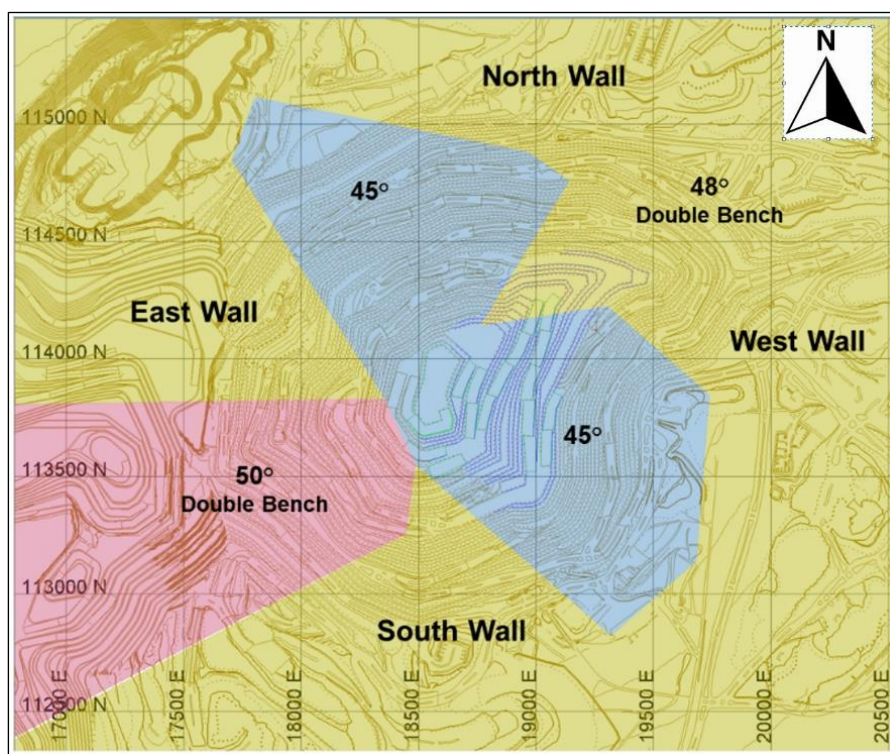 N
North Wall
115000 N
45°
48°
Double Bench
114500 N
East Wall
West Wall
114000 N
45°
113500 N
50°
Double Bench
113000 N
South Wall
112500 N
17000 E
17500 E
18000 E
18500 E
19000 E
19500 E
20000 E
20500 E